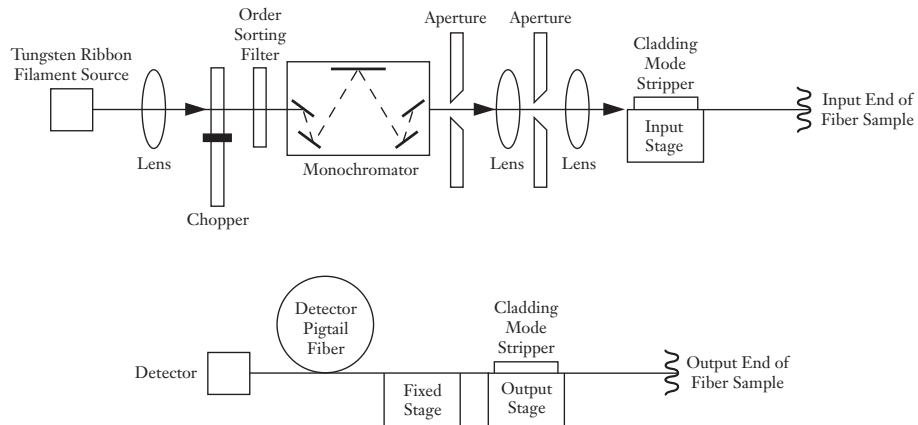 Tungsten Ribbon
Filament Source
Lens
Chopper
Order
Sorting
Filter
Monochromator
Aperture
Lens
Aperture
Lens
Cladding
Mode
Stripper
Input
Stage
Input End of
Fiber Sample
Detector
Detector
Pigtail
Fiber
Fixed
Stage
Cladding
Mode
Stripper
Output
Stage
Output End of
Fiber Sample